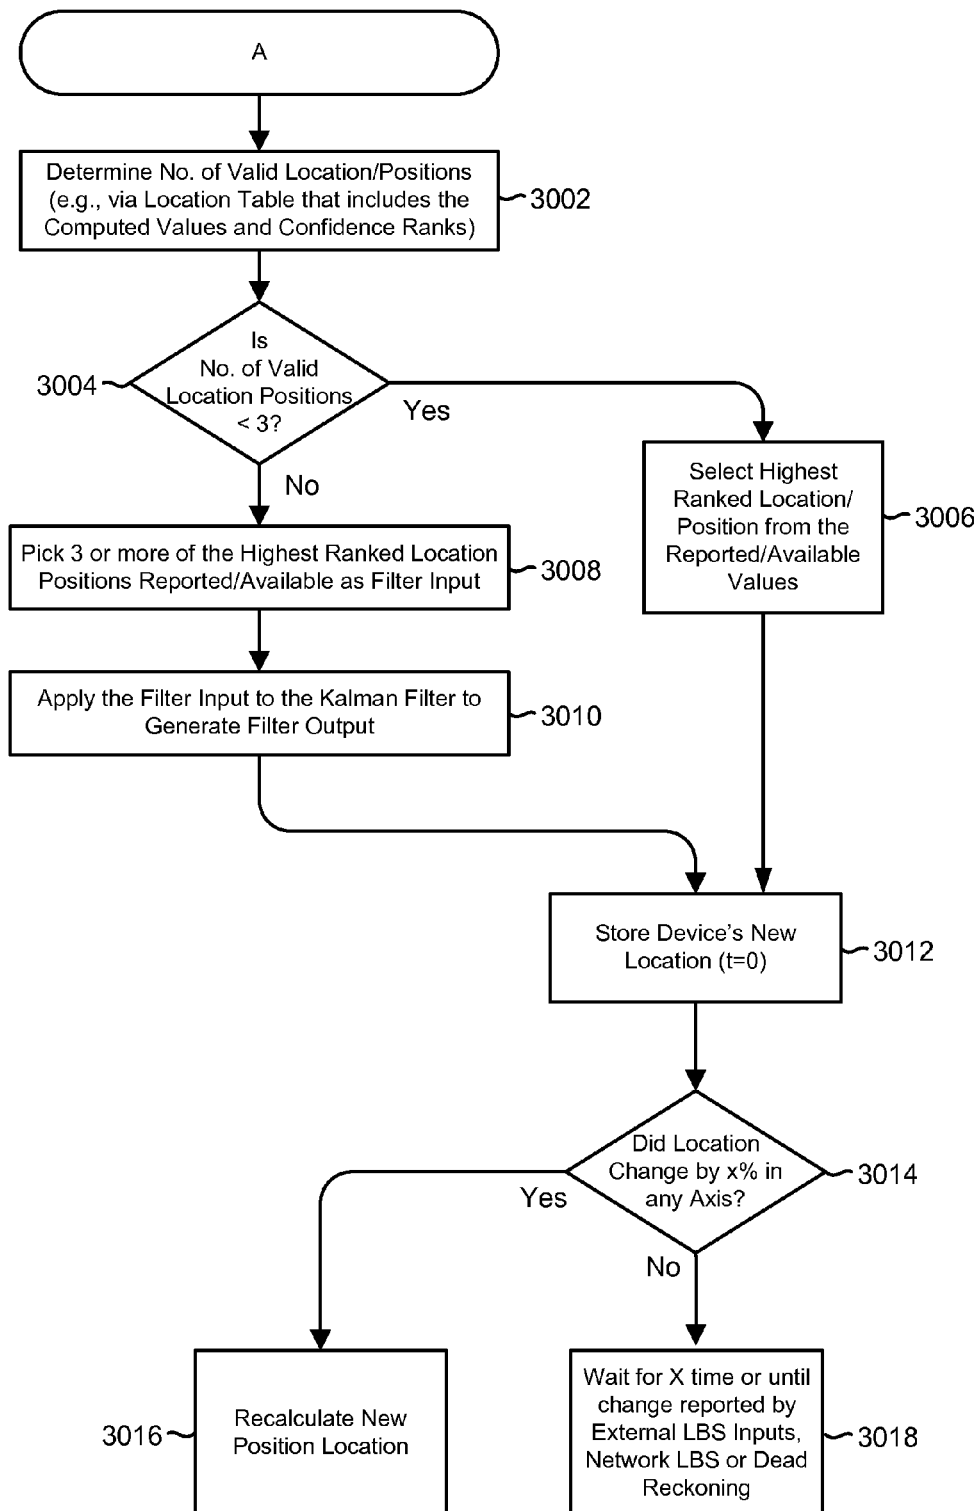 A
Determine No. of Valid Location/Positions
(e.g., via Location Table that includes the
Computed Values and Confidence Ranks)
3002
Is
No. of Valid
Location Positions
< 3?
3004
Yes
No
Select Highest
Ranked Location/
Position from the
Reported/Available
Values
3006
Pick 3 or more of the Highest Ranked Location
Positions Reported/Available as Filter Input
3008
Apply the Filter Input to the Kalman Filter to
Generate Filter Output
3010
Store Device's New
Location (t=0)
3012
Did Location
Change by x% in
any Axis?
3014
Yes
No
Recalculate New
Position Location
3016
Wait for X time or until
change reported by
External LBS Inputs,
Network LBS or Dead
Reckoning
3018